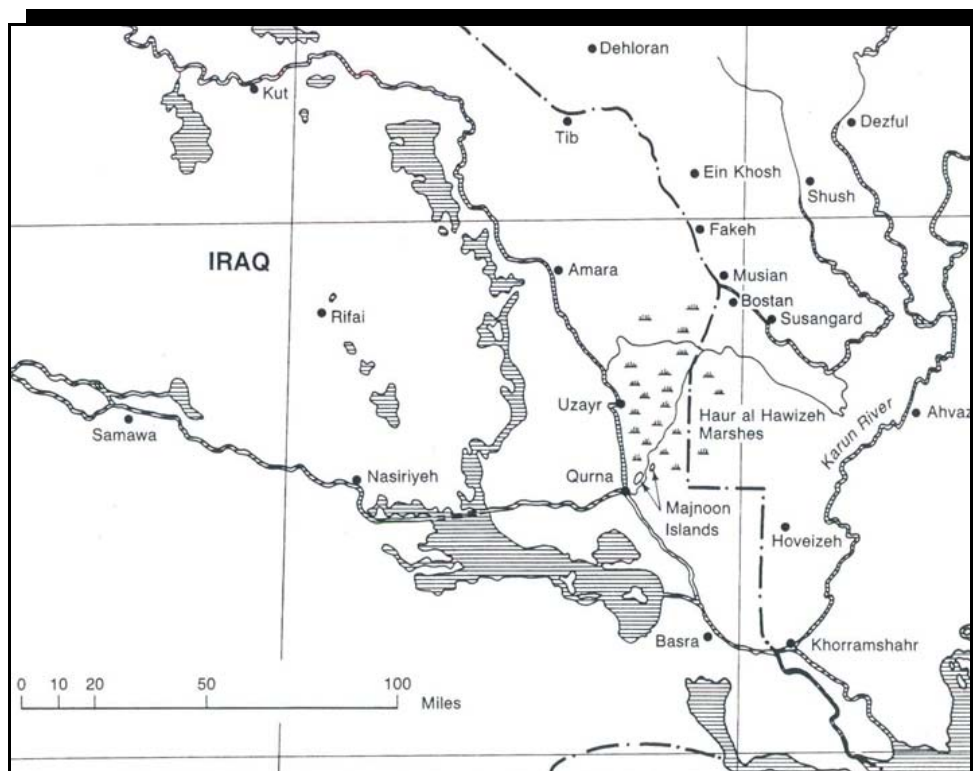 Dehloran
Kut
Tib
Dezful
Ein Khosh
Shush
Fakeh
IRAQ
Amara
Musian
Bostan
Rifai
Susangard
Uzayr
Haur al Hawizeh
Marshes
Karun River
Ahvaz
Samawa
Nasiriyeh
Qurna
Majnoon
Islands
Hoveizeh
Basra
Khorramshahr
0 10 20 50 100
Miles